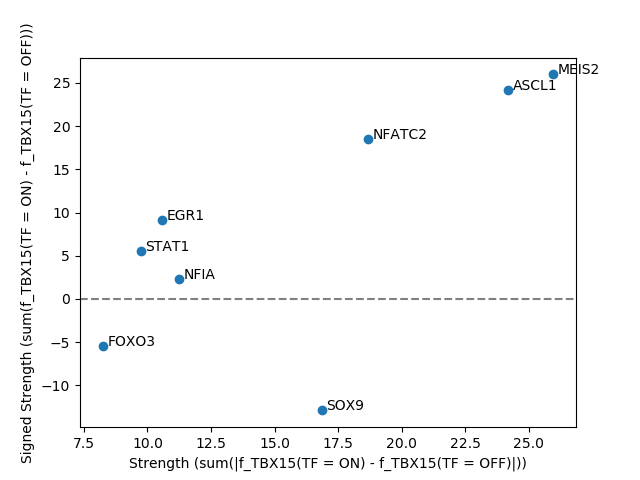 Signed Strength (sum(f_TBX15(TF = ON) - f_TBX15(TF = OFF)))
25
20
15
10
5
0
−5
−10
MEIS2
ASCL1
NFATC2
EGR1
STAT1
NFIA
FOXO3
SOX9
7.5 10.0 12.5 15.0 17.5 20.0 22.5 25.0
Strength (sum(|f_TBX15(TF = ON) - f_TBX15(TF = OFF)|))